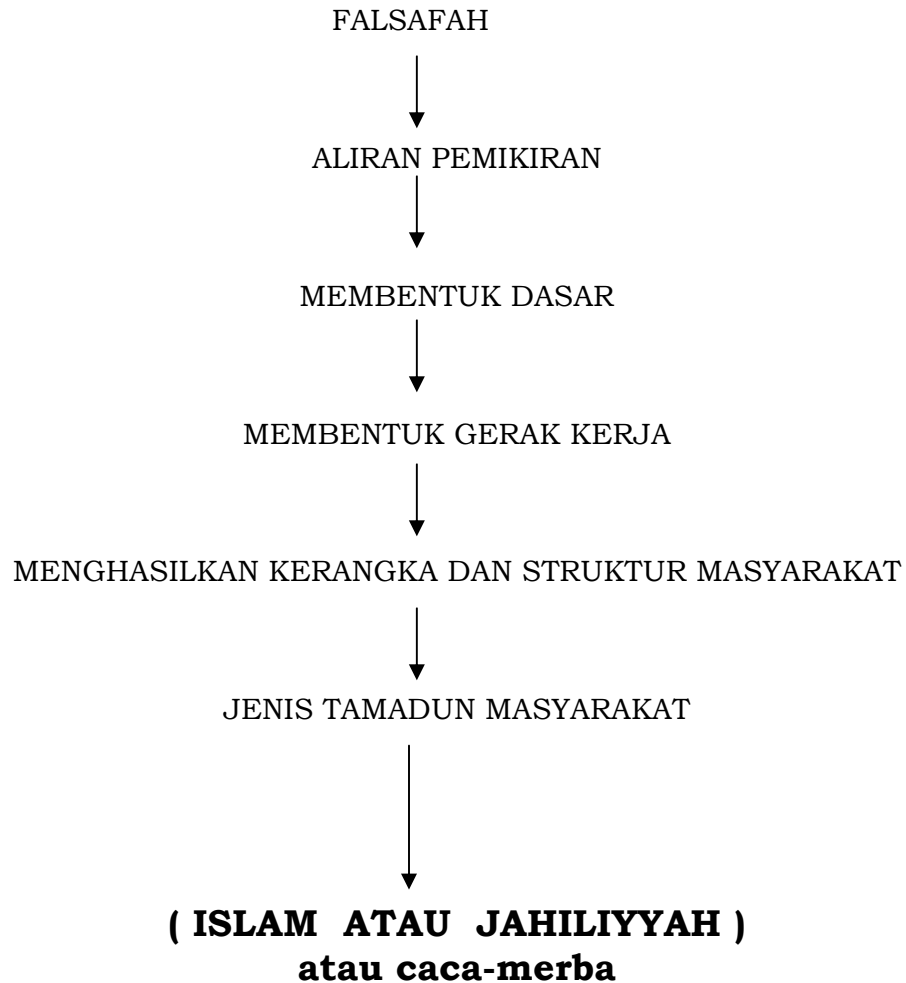 FALSAFAH
ALIRAN PEMIKIRAN
MEMBENTUK DASAR
MEMBENTUK GERAK KERJA
MENGHASILKAN KERANGKA DAN STRUKTUR MASYARAKAT
JENIS TAMADUN MASYARAKAT
( ISLAM ATAU JAHILIYYAH )
atau caca-merba